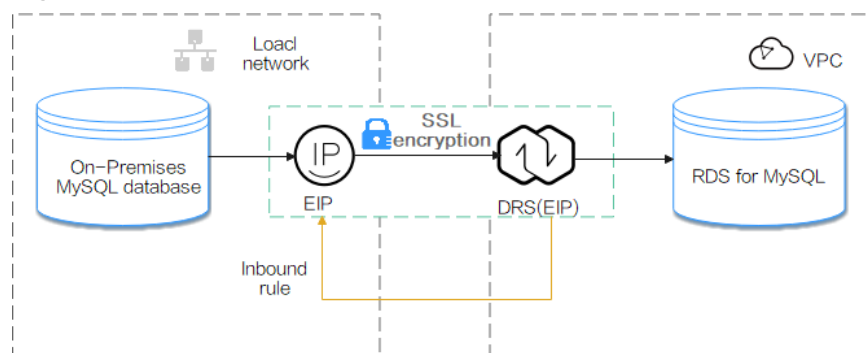 Loacl
network
VPC
SSL
encryption
IP
On-Premises
MySQL database
RDS for MySQL
EIP
DRS(EIP)
Inbound
rule